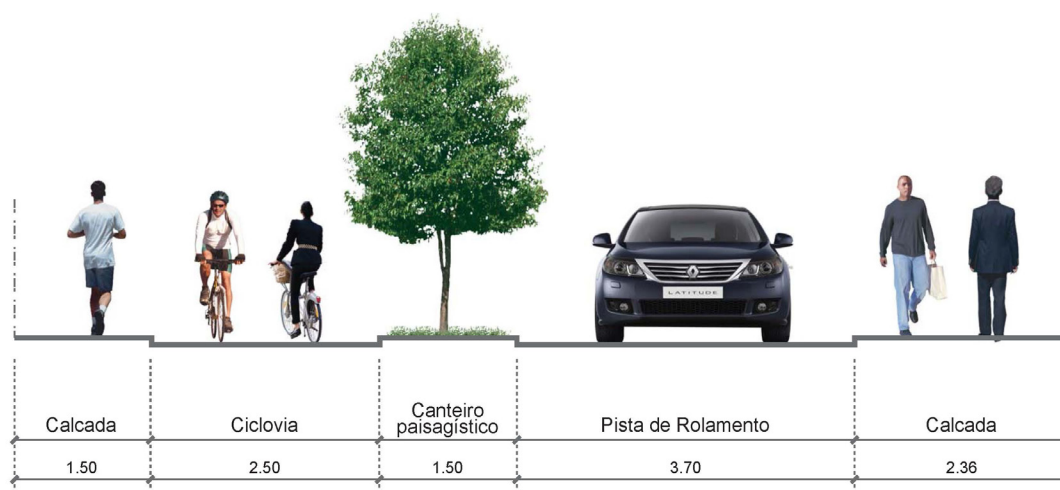 LATITUDE
Calcada
Ciclovia
Canteiro
paisagístico
Pista de Rolamento
Calcada
1.50
2.50
1.50
3.70
2.36